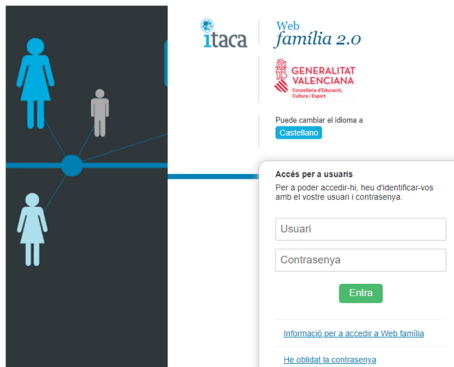 itaca
Web
família 2.0
GENERALITAT
VALENCIANA
Conselleria d'Educació,
Cultura i Esport
Puede cambiar el idioma a
Castellano
Accés per a usuaris
Per a poder accedir-hi, heu d'identificar-vos
amb el vostre usuari i contrasenya.
Usuari
Contrasenya
Entra
Informació per a accedir a Web família
He oblidat la contrasenya